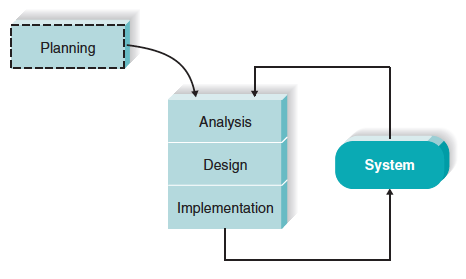 Planning
Analysis
Design
System
Implementation